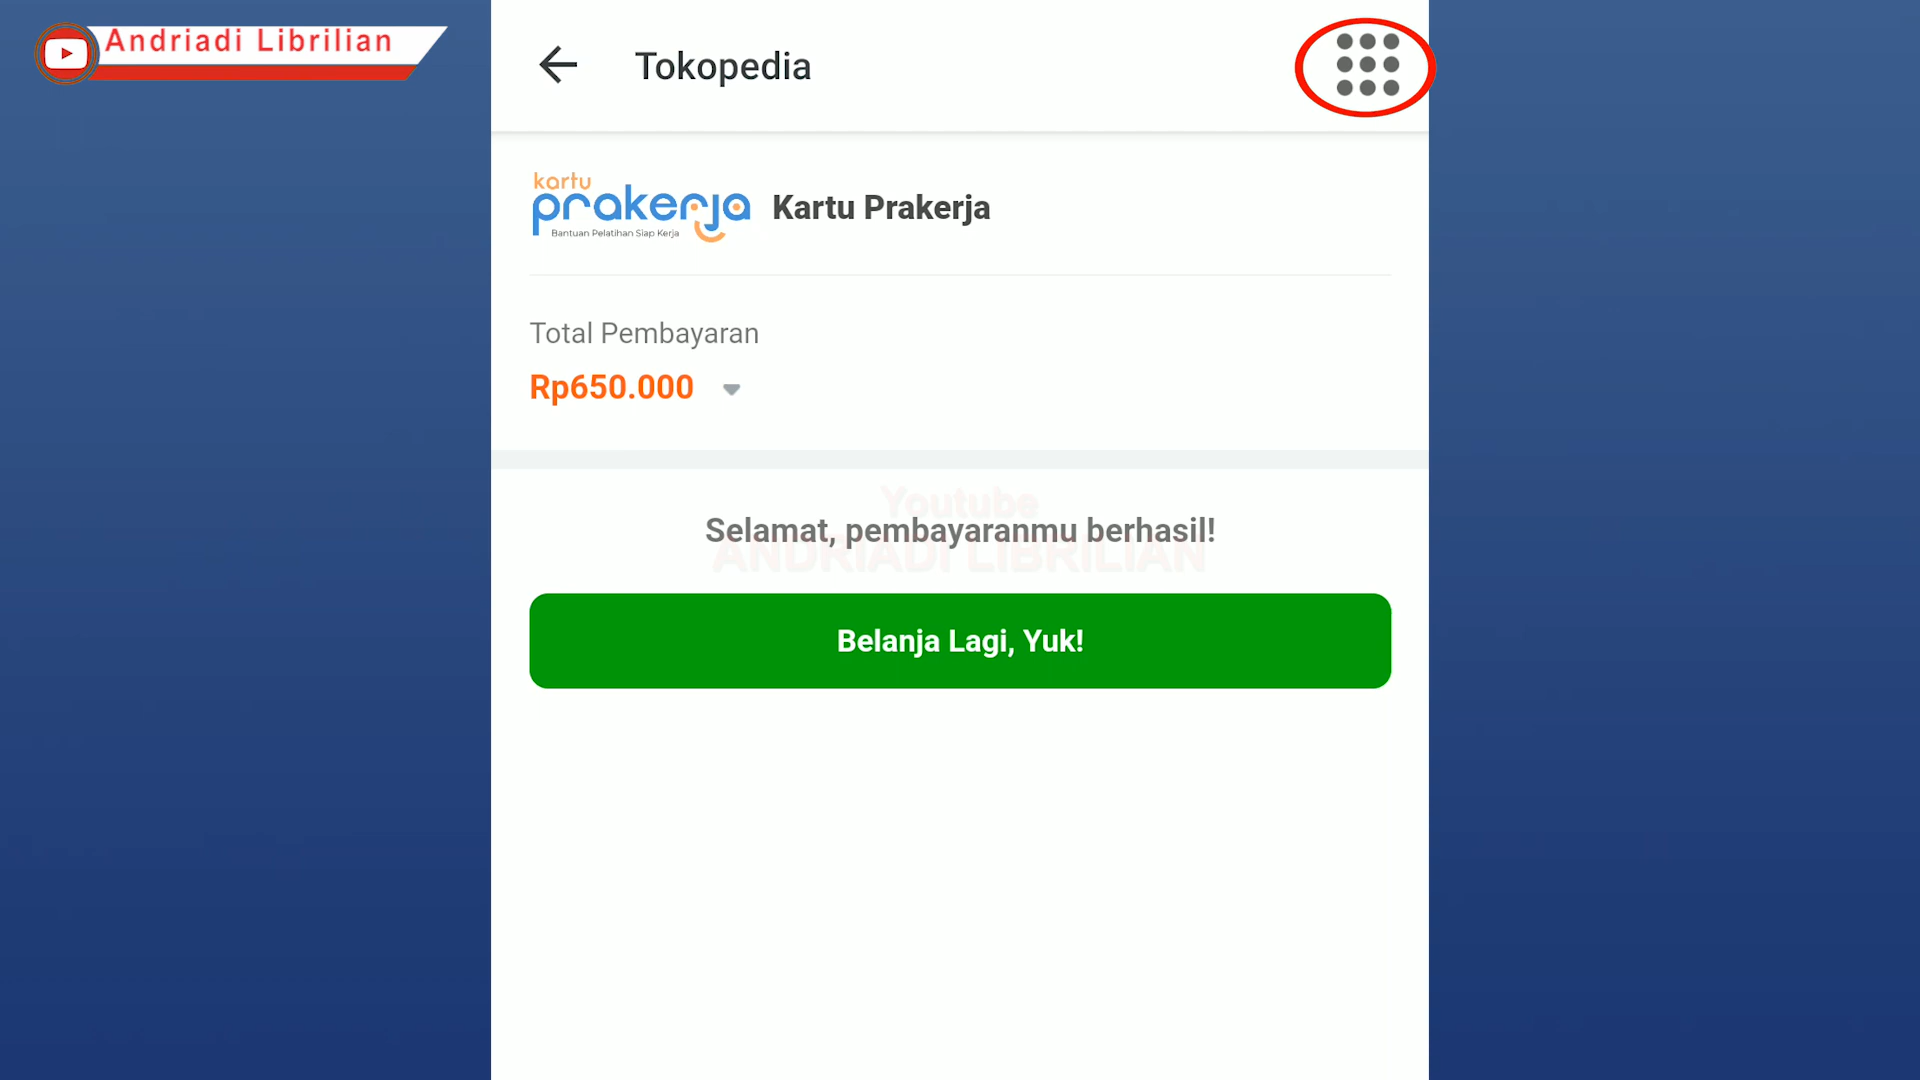 Andriadi Librilian
Tokopedia
kartu
prakerja
Bantuan Pelatihan Siap Kerja
Kartu Prakerja
Total Pembayaran
Rp650.000
Youtube
Selamat, pembayaranmu berhasil!
ANDRIADI LIBRILIAN
Belanja Lagi, Yuk!